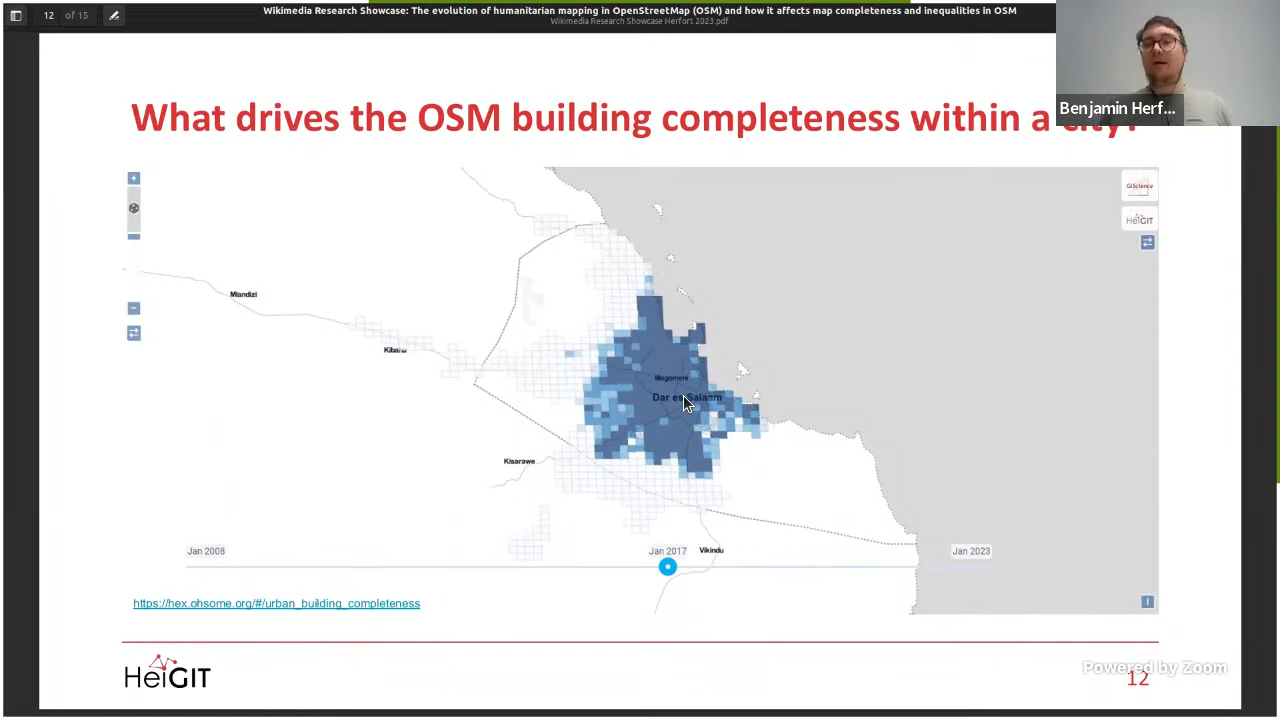 12 of 15
Wikimedia Research Showcase: The evolution of humanitarian mapping in OpenStreetMap (OSM) and how it affects map completeness and inequalities in OSM
Wikimedia Research Showcase Herfort 2023.pdf
Benjamin Herf...
What drives the OSM building completeness within a city?
GIScience
HeiGIT
Mlandizi
Kibaha
Magomeni
Dar es Salaam
Kisarawe
Jan 2008
Jan 2017
Vikindu
Jan 2023
https://hex.ohsome.org/#/urban_building_completeness
i
HeiGIT
Powered by Zoom
12